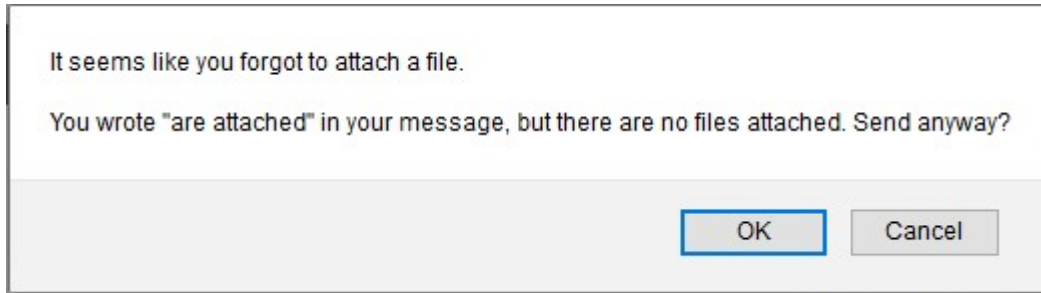 It seems like you forgot to attach a file.
You wrote "are attached" in your message, but there are no files attached. Send anyway?
OK
Cancel